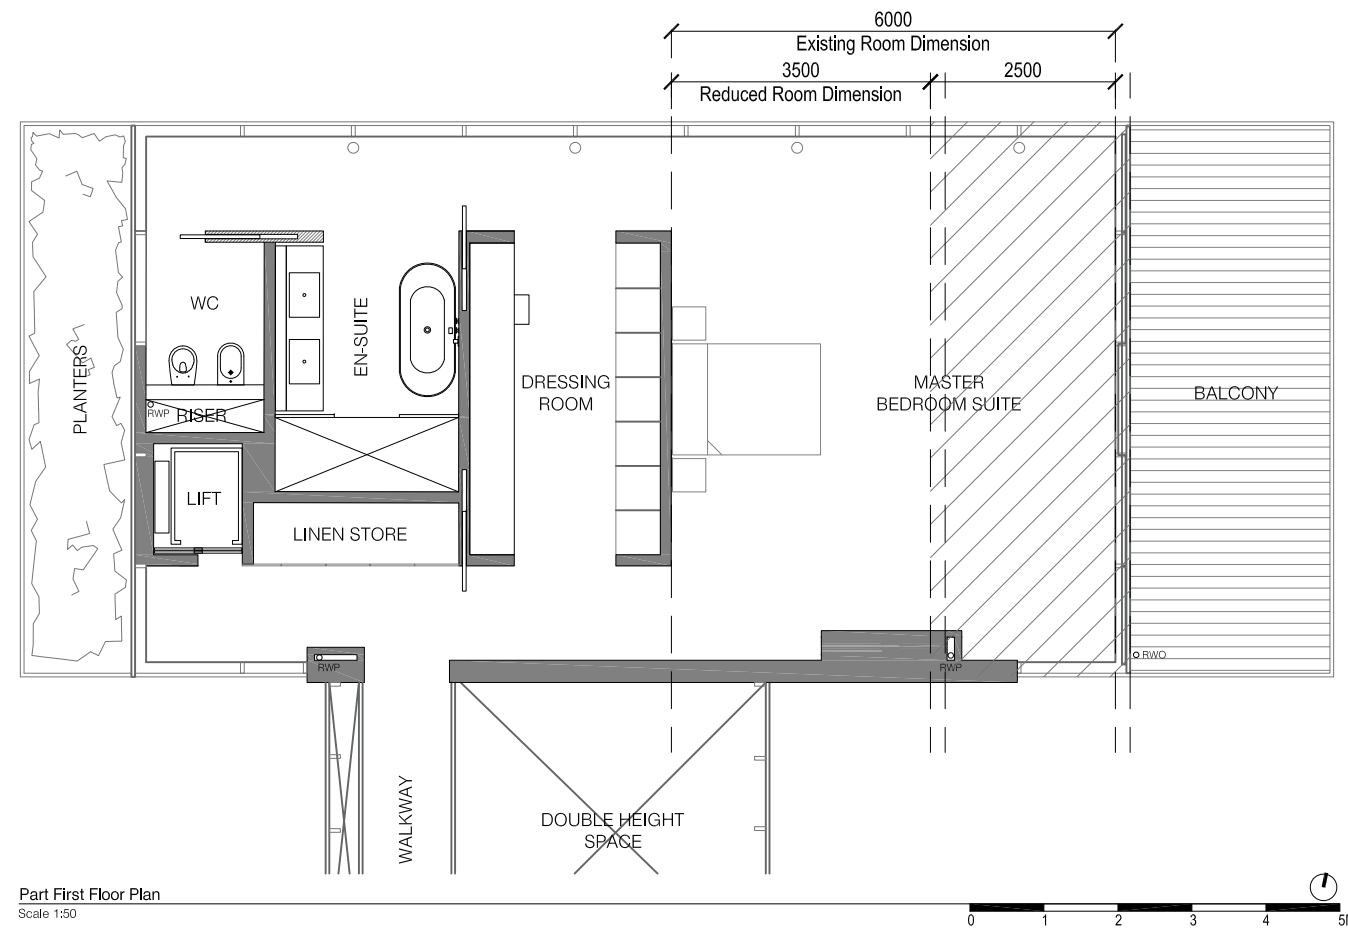 6000
Existing Room Dimension
3500
2500
Reduced Room Dimension
WC
EN-SUITE
PLANTERS
DRESSING
ROOM
MASTER
BEDROOM SUITE
BALCONY
RWP
RISER
LIFT
LINEN STORE
RWP
RWP
RWO
WALKWAY
DOUBLE HEIGHT
SPACE
Part First Floor Plan
Scale 1:50
0 1 2 3 4 5